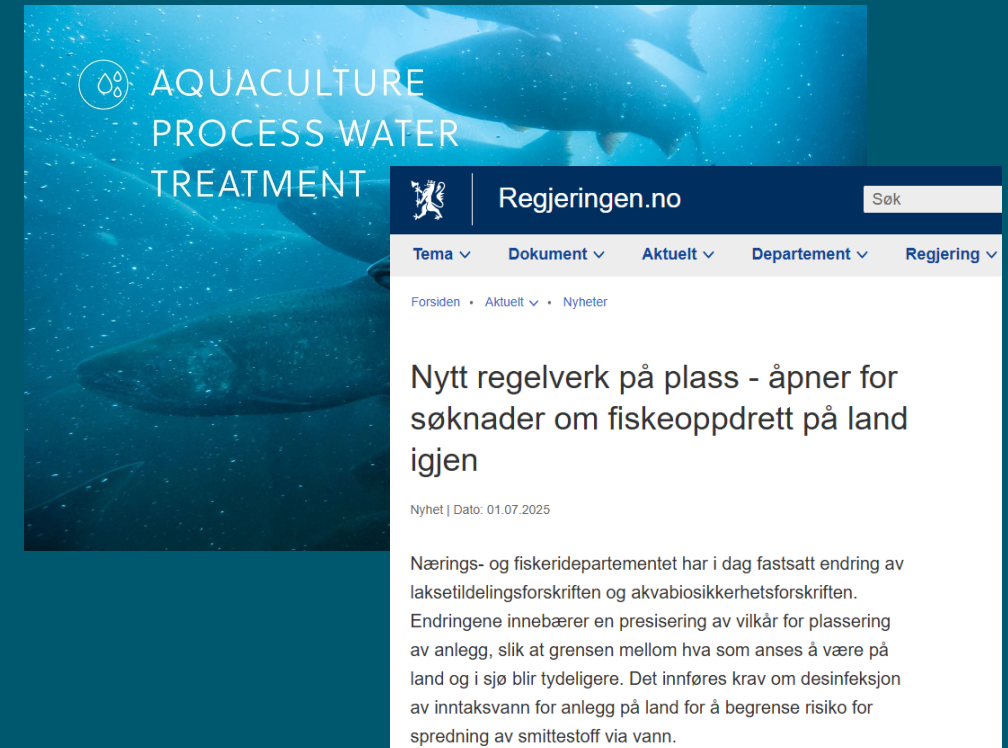 AQUACULTURE
PROCESS WATER
TREATMENT
Regjeringen.no
Søk
Tema Dokument Aktuelt Departement Regjering
Forsiden • Aktuelt • Nyheter
Nytt regelverk på plass - åpner for
søknader om fiskeoppdrett på land
igjen
Nyhet | Dato: 01.07.2025
Nærings- og fiskeridepartementet har i dag fastsatt endring av
laksetildelingsforskriften og akvabiosikkerhetsforskriften.
Endringene innebærer en presisering av vilkår for plassering
av anlegg, slik at grensen mellom hva som anses å være på
land og i sjø blir tydeligere. Det innføres krav om desinfeksjon
av inntaksvann for anlegg på land for å begrense risiko for
spredning av smittestoff via vann.